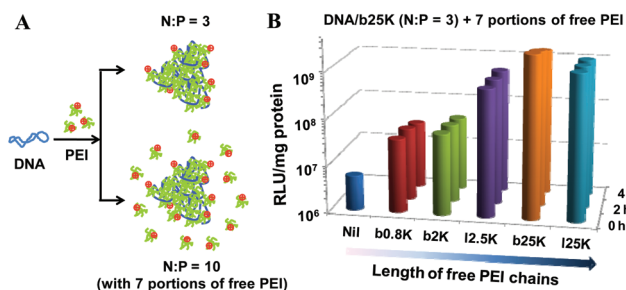 A
N:P = 3
DNA
PEI
N:P = 10
(with 7 portions of free PEI)
B
DNA/b25K (N:P = 3) + 7 portions of free PEI
RLU/mg protein
10⁹
10⁸
10⁷
10⁶
Nil b0.8K b2K l2.5K b25K l25K
4
2 h
0 h
Length of free PEI chains